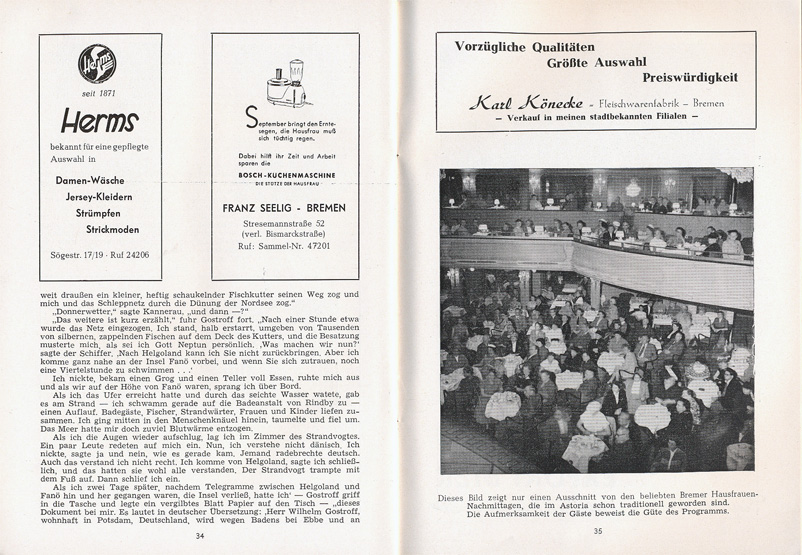 Herms
seit 1871
Herms
bekannt für eine gepflegte
Auswahl in
Damen-Wäsche
Jersey-Kleidern
Strümpfen
Strickmoden
Sögestr. 17/19 · Ruf 24206
September bringt den Ernte-
segen, die Hausfrau muß
sich tüchtig regen.
Dabei hilft ihr Zeit und Arbeit
sparen die
BOSCH-KÜCHENMASCHINE
DIE STÜTZE DER HAUSFRAU
FRANZ SEELIG - BREMEN
Stresemannstraße 52
(verl. Bismarckstraße)
Ruf: Sammel-Nr. 47201
weit draußen ein kleiner, heftig schaukelnder Fischkutter seinen Weg zog und
mich und das Schleppnetz durch die Dünung der Nordsee zog.“
„Donnerwetter,“ sagte Kannerau, „und dann —?“
„Das weitere ist kurz erzählt,“ fuhr Gostroff fort. „Nach einer Stunde etwa
wurde das Netz eingezogen. Ich stand, halb erstarrt, umgeben von Tausenden
von silbernen, zappelnden Fischen auf dem Deck des Kutters, und die Besatzung
musterte mich, als sei ich Gott Neptun persönlich. ‚Was machen wir nun?‘
sagte der Schiffer, ‚Nach Helgoland kann ich Sie nicht zurückbringen. Aber ich
komme ganz nahe an der Insel Fanö vorbei, und wenn Sie sich zutrauen, noch
eine Viertelstunde zu schwimmen . . .‘
Ich nickte, bekam einen Grog und einen Teller voll Essen, ruhte mich aus
und als wir auf der Höhe von Fanö waren, sprang ich über Bord.
Als ich das Ufer erreicht hatte und durch das seichte Wasser watete, gab
es am Strand — ich schwamm gerade auf die Badeanstalt von Rindby zu —
einen Auflauf. Badegäste, Fischer, Strandwärter, Frauen und Kinder liefen zu-
sammen. Ich ging mitten in den Menschenknäuel hinein, taumelte und fiel um.
Das Meer hatte mir doch zuviel Blutwärme entzogen.
Als ich die Augen wieder aufschlug, lag ich im Zimmer des Strandvogtes.
Ein paar Leute redeten auf mich ein. Nun, ich verstehe nicht dänisch. Ich
nickte, sagte ja und nein, wie es gerade kam. Jemand radebrechte deutsch.
Auch das verstand ich nicht recht. Ich komme von Helgoland, sagte ich schließ-
lich, und das hatten sie wohl alle verstanden. Der Strandvogt trampte mit
dem Fuß auf. Dann schlief ich ein.
Als ich zwei Tage später, nachdem Telegramme zwischen Helgoland und
Fanö hin und her gegangen waren, die Insel verließ, hatte ich‘ — Gostroff griff
in die Tasche und legte ein vergilbtes Blatt Papier auf den Tisch — „dieses
Dokument bei mir. Es lautet in deutscher Übersetzung: ‚Herr Wilhelm Gostroff,
wohnhaft in Potsdam, Deutschland, wird wegen Badens bei Ebbe und an
34
Vorzügliche Qualitäten
Größte Auswahl
Preiswürdigkeit
Karl Könecke - Fleischwarenfabrik - Bremen
- Verkauf in meinen stadtbekannten Filialen -
Dieses Bild zeigt nur einen Ausschnitt von den beliebten Bremer Hausfrauen-
Nachmittagen, die im Astoria schon traditionell geworden sind.
Die Aufmerksamkeit der Gäste beweist die Güte des Programms.
35